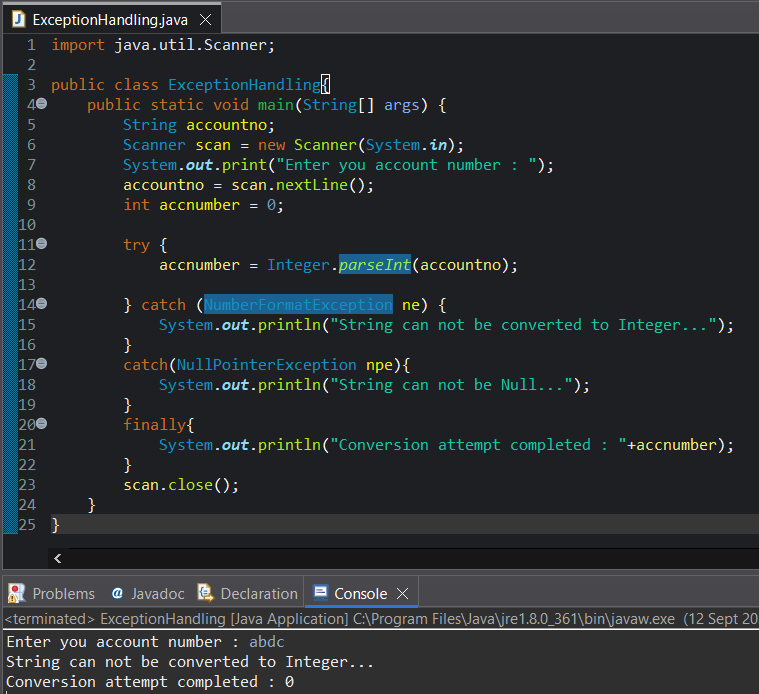 ExceptionHandling.java
1 import java.util.Scanner;
2
3 public class ExceptionHandling{
4 public static void main(String[] args) {
5 String accountno;
6 Scanner scan = new Scanner(System.in);
7 System.out.print("Enter you account number : ");
8 accountno = scan.nextLine();
9 int accnumber = 0;
10
11 try {
12 accnumber = Integer.parseInt(accountno);
13
14 } catch (NumberFormatException ne) {
15 System.out.println("String can not be converted to Integer...");
16 }
17 catch(NullPointerException npe){
18 System.out.println("String can not be Null...");
19 }
20 finally{
21 System.out.println("Conversion attempt completed : "+accnumber);
22 }
23 scan.close();
24 }
25 }
Problems @ Javadoc Declaration Console
<terminated> ExceptionHandling [Java Application] C:\Program Files\Java\jre1.8.0_361\bin\javaw.exe (12 Sept 20
Enter you account number : abdc
String can not be converted to Integer...
Conversion attempt completed : 0